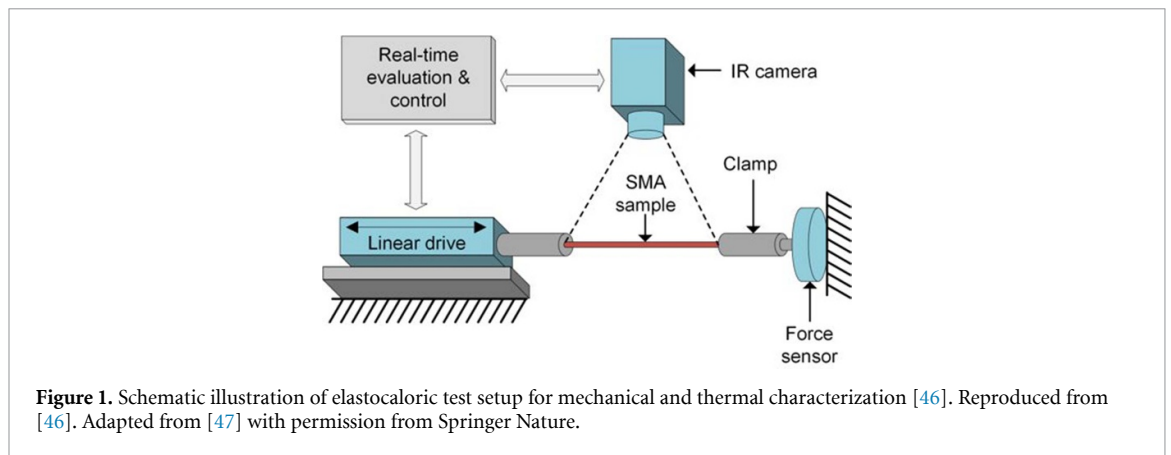 Real-time
evaluation &
control
IR camera
Clamp
SMA
sample
Linear drive
Force
sensor
Figure 1. Schematic illustration of elastocaloric test setup for mechanical and thermal characterization [46]. Reproduced from
[46]. Adapted from [47] with permission from Springer Nature.